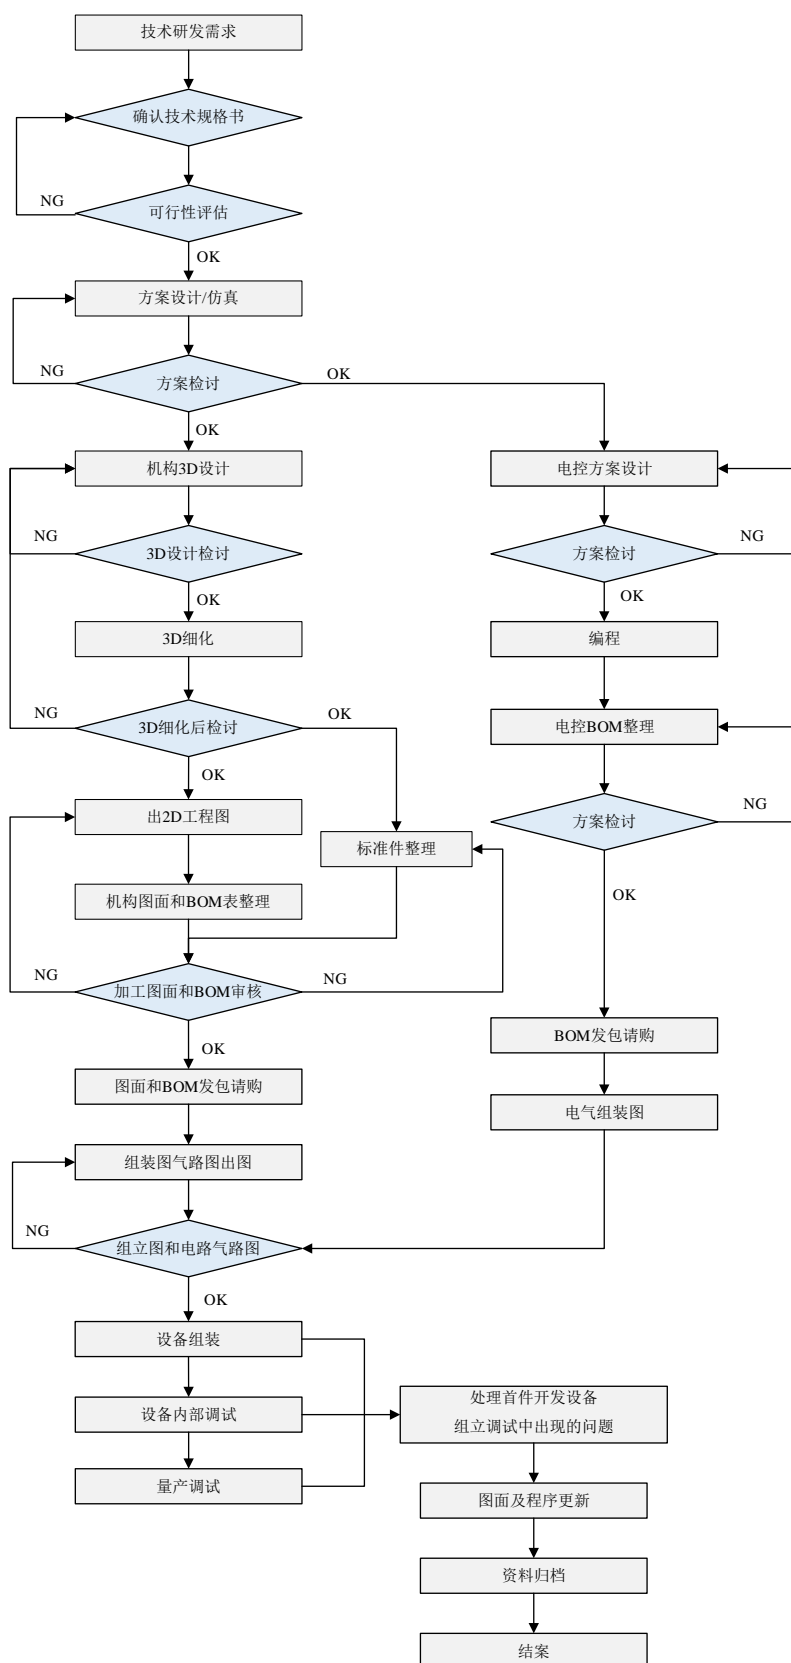 技术研发需求
确认技术规格书
NG
可行性评估
OK
方案设计/仿真
NG
方案检讨
OK
OK
机构3D设计
电控方案设计
NG
3D设计检讨
方案检讨
NG
OK
OK
3D细化
编程
NG
3D细化后检讨
OK
电控BOM整理
OK
出2D工程图
标准件整理
方案检讨
NG
机构图面和BOM表整理
OK
NG
加工图面和BOM审核
NG
OK
BOM发包请购
图面和BOM发包请购
电气组装图
组装图气路图出图
NG
组立图和电路气路图
OK
设备组装
设备内部调试
处理首件开发设备
组立调试中出现的问题
量产调试
图面及程序更新
资料归档
结案